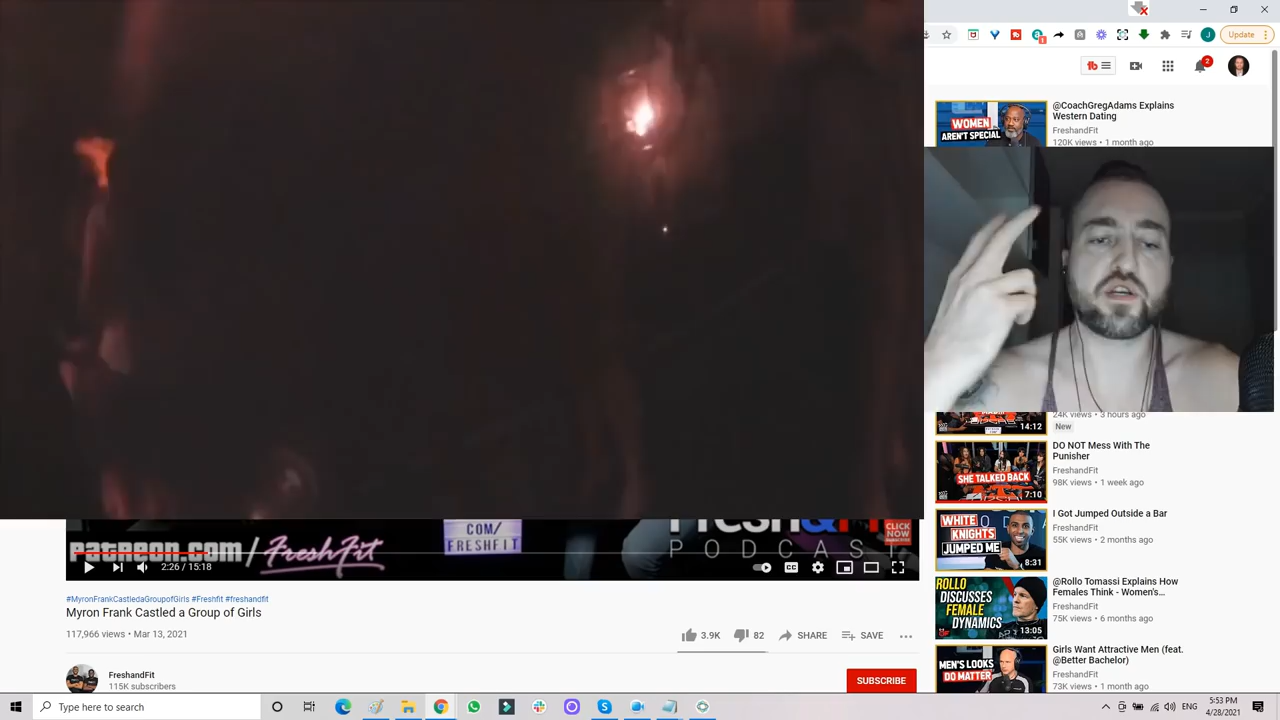 Update
2
@CoachGregAdams Explains
Western Dating
FreshandFit
120K views • 1 month ago
WOMEN
AREN'T SPECIAL
24K views • 3 hours ago
New
14:12
DO NOT Mess With The
Punisher
FreshandFit
98K views • 1 week ago
SHE TALKED BACK
7:10
I Got Jumped Outside a Bar
FreshandFit
55K views • 2 months ago
WHITE
KNIGHTS
JUMPED ME
8:31
@Rollo Tomassi Explains How
Females Think - Women's...
FreshandFit
75K views • 6 months ago
ROLLO
DISCUSSES
FEMALE
DYNAMICS
13:05
Girls Want Attractive Men (feat.
@Better Bachelor)
FreshandFit
73K views • 1 month ago
MEN'S LOOKS
DO MATTER
patreon.com/freshfit
COM/
RESHFIT
CLICK
NOW
PODCAST
2:26 / 15:18
#MyronFrankCastledaGroupofGirls #Freshfit #freshandfit
Myron Frank Castled a Group of Girls
117,966 views • Mar 13, 2021
3.9K
82
SHARE
SAVE
FreshandFit
115K subscribers
SUBSCRIBE
Type here to search
ENG
5:53 PM
4/28/2021